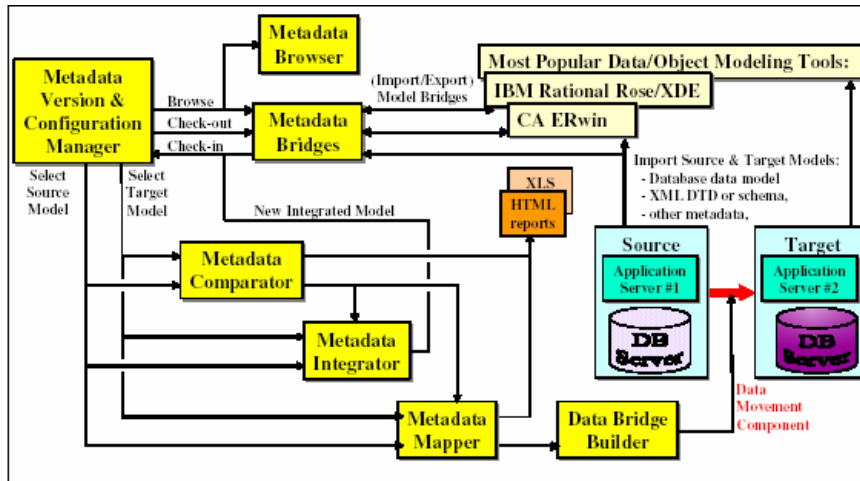 Metadata
Browser
Most Popular Data/Object Modeling Tools:
Metadata
Version &
Configuration
Manager
(Import/Export)
Model Bridges
IBM Rational Rose/XDE
CA ERwin
Browse
Check-out
Check-in
Metadata
Bridges
Select
Source
Model
Select
Target
Model
Import Source & Target Models:
- Database data model
- XML DTD or schema,
- other metadata,
XLS
HTML
reports
New Integrated Model
Source
Application
Server #1
DB
Server
Target
Application
Server #2
DB
Server
Metadata
Comparator
Metadata
Integrator
Data
Movement
Component
Metadata
Mapper
Data Bridge
Builder